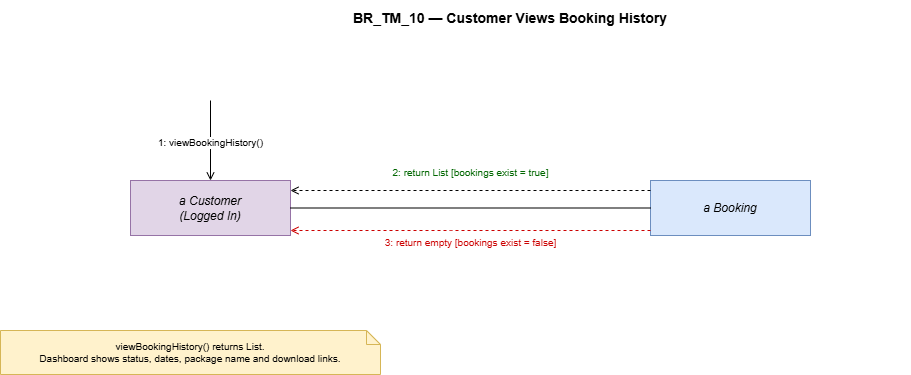 BR_TM_10 — Customer Views Booking History
1: viewBookingHistory()
2: return List [bookings exist = true]
a Customer
(Logged In)
a Booking
3: return empty [bookings exist = false]
viewBookingHistory() returns List.
Dashboard shows status, dates, package name and download links.